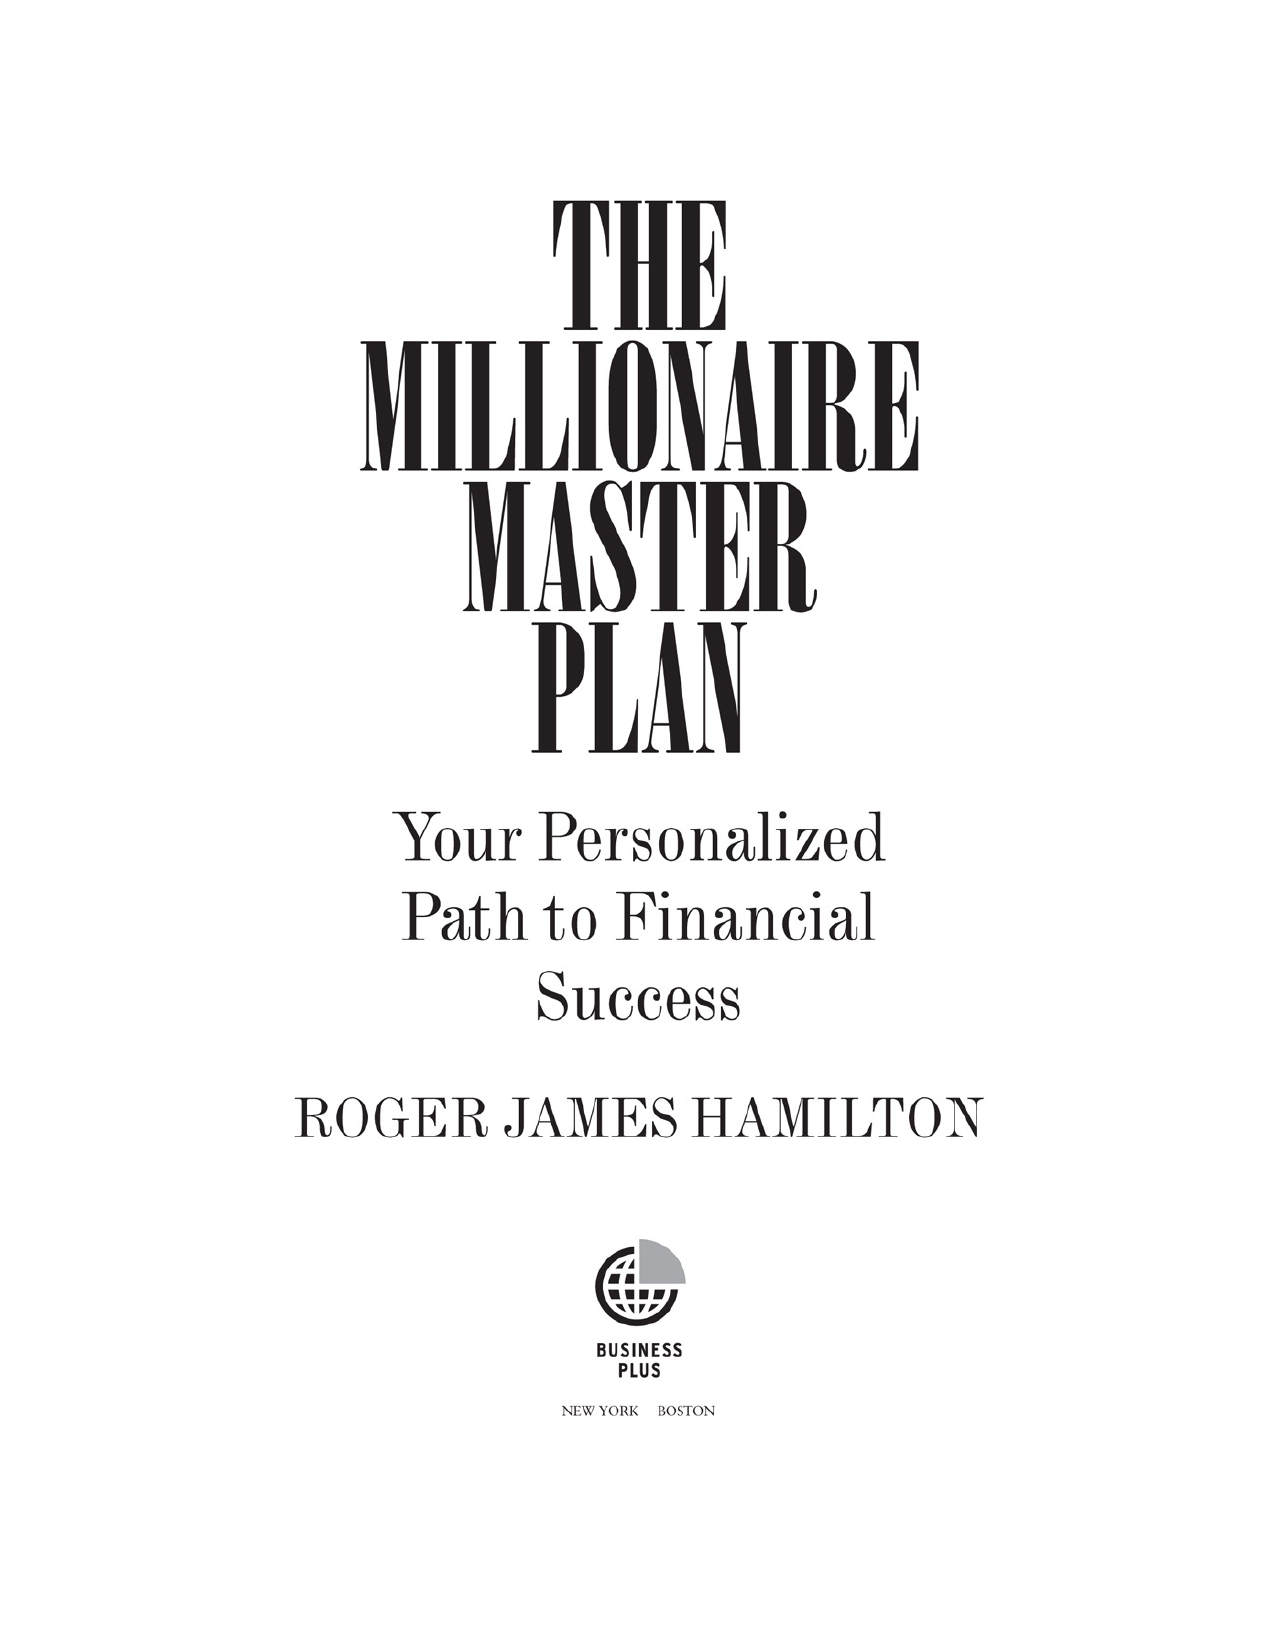 THE
MILLIONAIRE
MASTER
PLAN
Your Personalized
Path to Financial
Success
ROGER JAMES HAMILTON
BUSINESS
PLUS
NEW YORK BOSTON